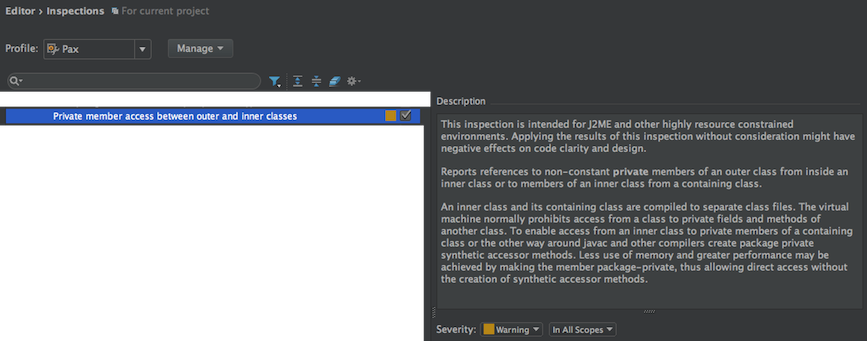 Editor › Inspections For current project
Profile: Pax Manage
Private member access between outer and inner classes
Description
This inspection is intended for J2ME and other highly resource constrained
environments. Applying the results of this inspection without consideration might have
negative effects on code clarity and design.
Reports references to non-constant private members of an outer class from inside an
inner class or to members of an inner class from a containing class.
An inner class and its containing class are compiled to separate class files. The virtual
machine normally prohibits access from a class to private fields and methods of
another class. To enable access from an inner class to private members of a containing
class or the other way around javac and other compilers create package private
synthetic accessor methods. Less use of memory and greater performance may be
achieved by making the member package-private, thus allowing direct access without
the creation of synthetic accessor methods.
Severity: Warning In All Scopes